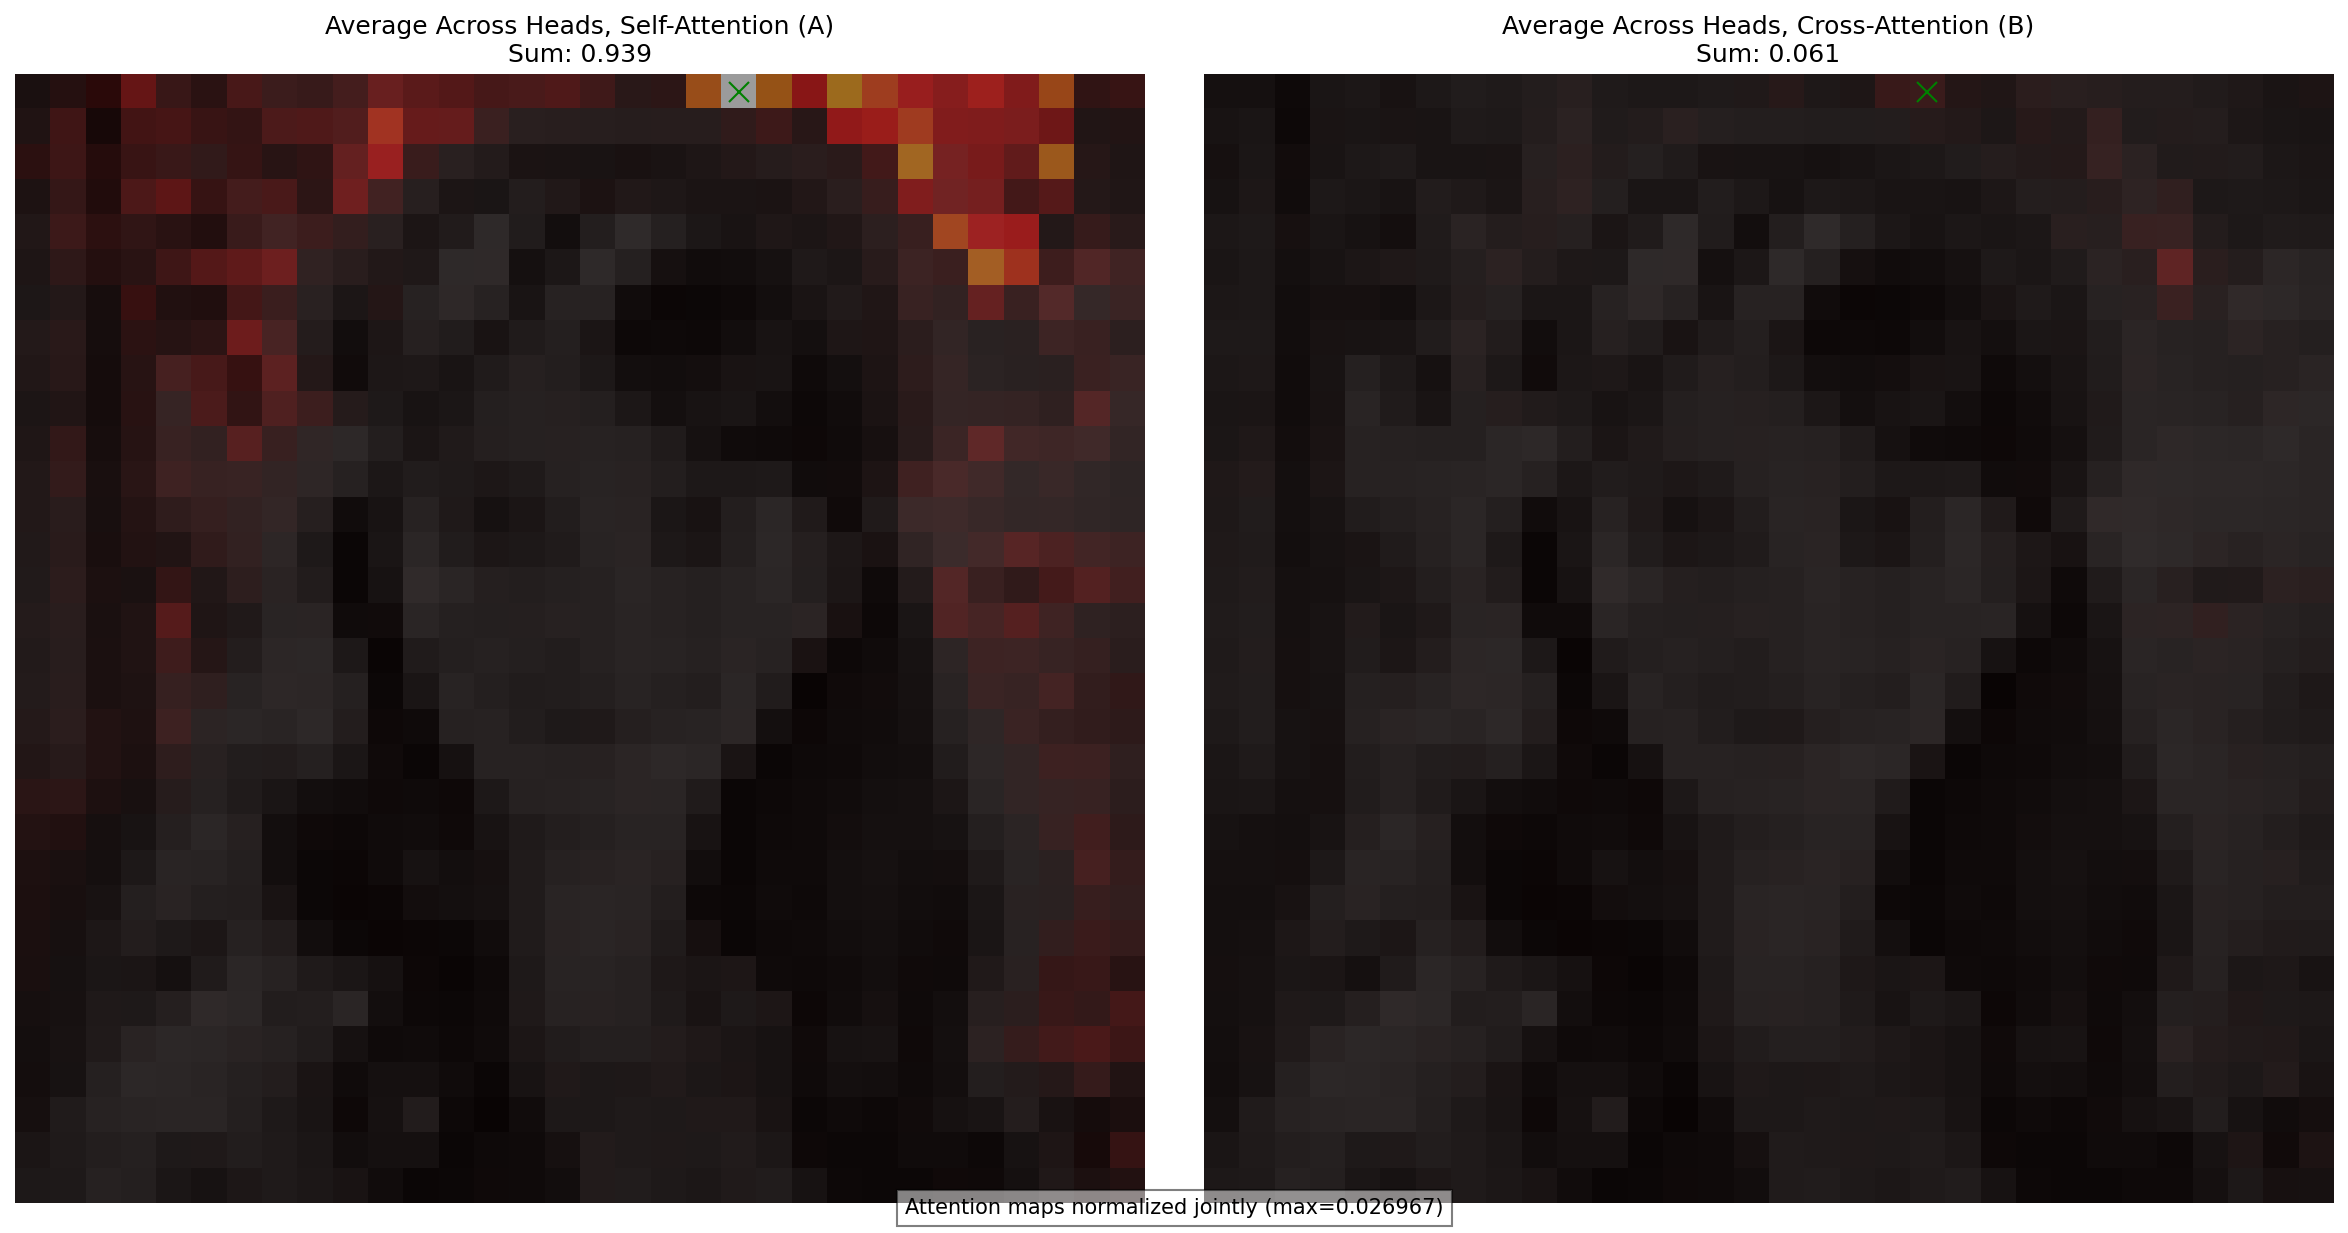 Average Across Heads, Self-Attention (A)
Sum: 0.939
Average Across Heads, Cross-Attention (B)
Sum: 0.061
Attention maps normalized jointly (max=0.026967)